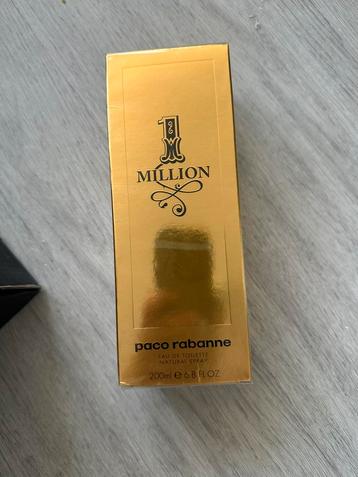 1
MILLION
paco rabanne
EAU DE TOILETTE
NATURAL SPRAY
200ml ℮ 6.8 FL.OZ